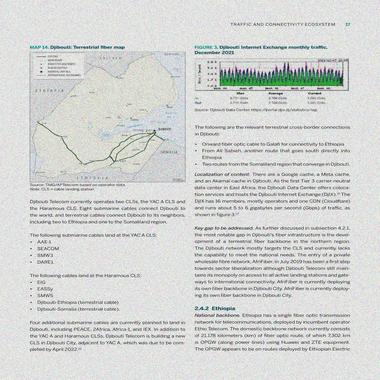 TRAFFIC AND CONNECTIVITY ECOSYSTEM 37
MAP 14. Djibouti: Terrestrial fiber map
Source: TMG/AfTelecom based on operator data.
Note: CLS = cable landing station
Djibouti Telecom currently operates two CLSs, the YAC A CLS and
the Haramous CLS. Eight submarine cables connect Djibouti to
the world, and terrestrial cables connect Djibouti to its neighbors,
including two to Ethiopia and one to the Somaliland region.
The following submarine cables land at the YAC A CLS:
• AAE 1
• SEACOM
• SMW3
• DARE1.
The following cables land at the Haramous CLS:
• EIG
• EASSy
• SMW5
• Djibouti-Ethiopia (terrestrial cable)
• Djibouti-Somalia (terrestrial cable).
Four additional submarine cables are currently planned to land in
Djibouti, including PEACE, 2Africa, Africa-1, and IEX. In addition to
the YAC A and Haramous CLSs, Djibouti Telecom is building a new
CLS in Djibouti City, adjacent to YAC A, which was due to be com-
pleted by April 2022.
FIGURE 3. Djibouti Internet Exchange monthly traffic,
December 2021
Source: Djibouti Data Center https://portal.djix.dj/statistics/ixp.
The following are the relevant terrestrial cross-border connections
in Djibouti:
• Onward fiber optic cable to Galafi for connectivity to Ethiopia
• From Ali Sabieh, another route that goes south directly into
Ethiopia
• Two routes from the Somaliland region that converge in Djibouti.
Localization of content. There are a Google cache, a Meta cache,
and an Akamai cache in Djibouti. As the first Tier 3 carrier-neutral
data center in East Africa, the Djibouti Data Center offers coloca-
tion services and hosts the Djibouti Internet Exchange (DjIX). The
DjIX has 16 members, mostly operators and one CDN (Cloudflare)
and runs about 5 to 6 gigabytes per second (Gbps) of traffic, as
shown in figure 3.
Key gap to be addressed. As further discussed in subsection 4.2.1,
the most notable gap in Djibouti's fiber infrastructure is the devel-
opment of a terrestrial fiber backbone in the northern region.
The Djibouti network mostly targets the CLS and currently lacks
the capability to meet the national needs. The entry of a private
wholesale fiber network, AfriFiber, in July 2019 has been a first step
towards sector liberalization although Djibouti Telecom still main-
tains its monopoly on access to all active landing stations and gate-
ways to international connectivity. AfriFiber is currently deploying
its own fiber backbone in Djibouti City. AfriFiber is currently deploy-
ing its own fiber backbone in Djibouti City.
2.4.2 Ethiopia
National backbone. Ethiopia has a single fiber optic transmission
network for telecommunications, deployed by incumbent operator
Ethio Telecom. The domestic backbone network currently consists
of 21,178 kilometers (km) of fiber optic route, of which 7,302 km
is OPGW (along power lines) using Huawei and ZTE equipment.
The OPGW appears to be on routes deployed by Ethiopian Electric